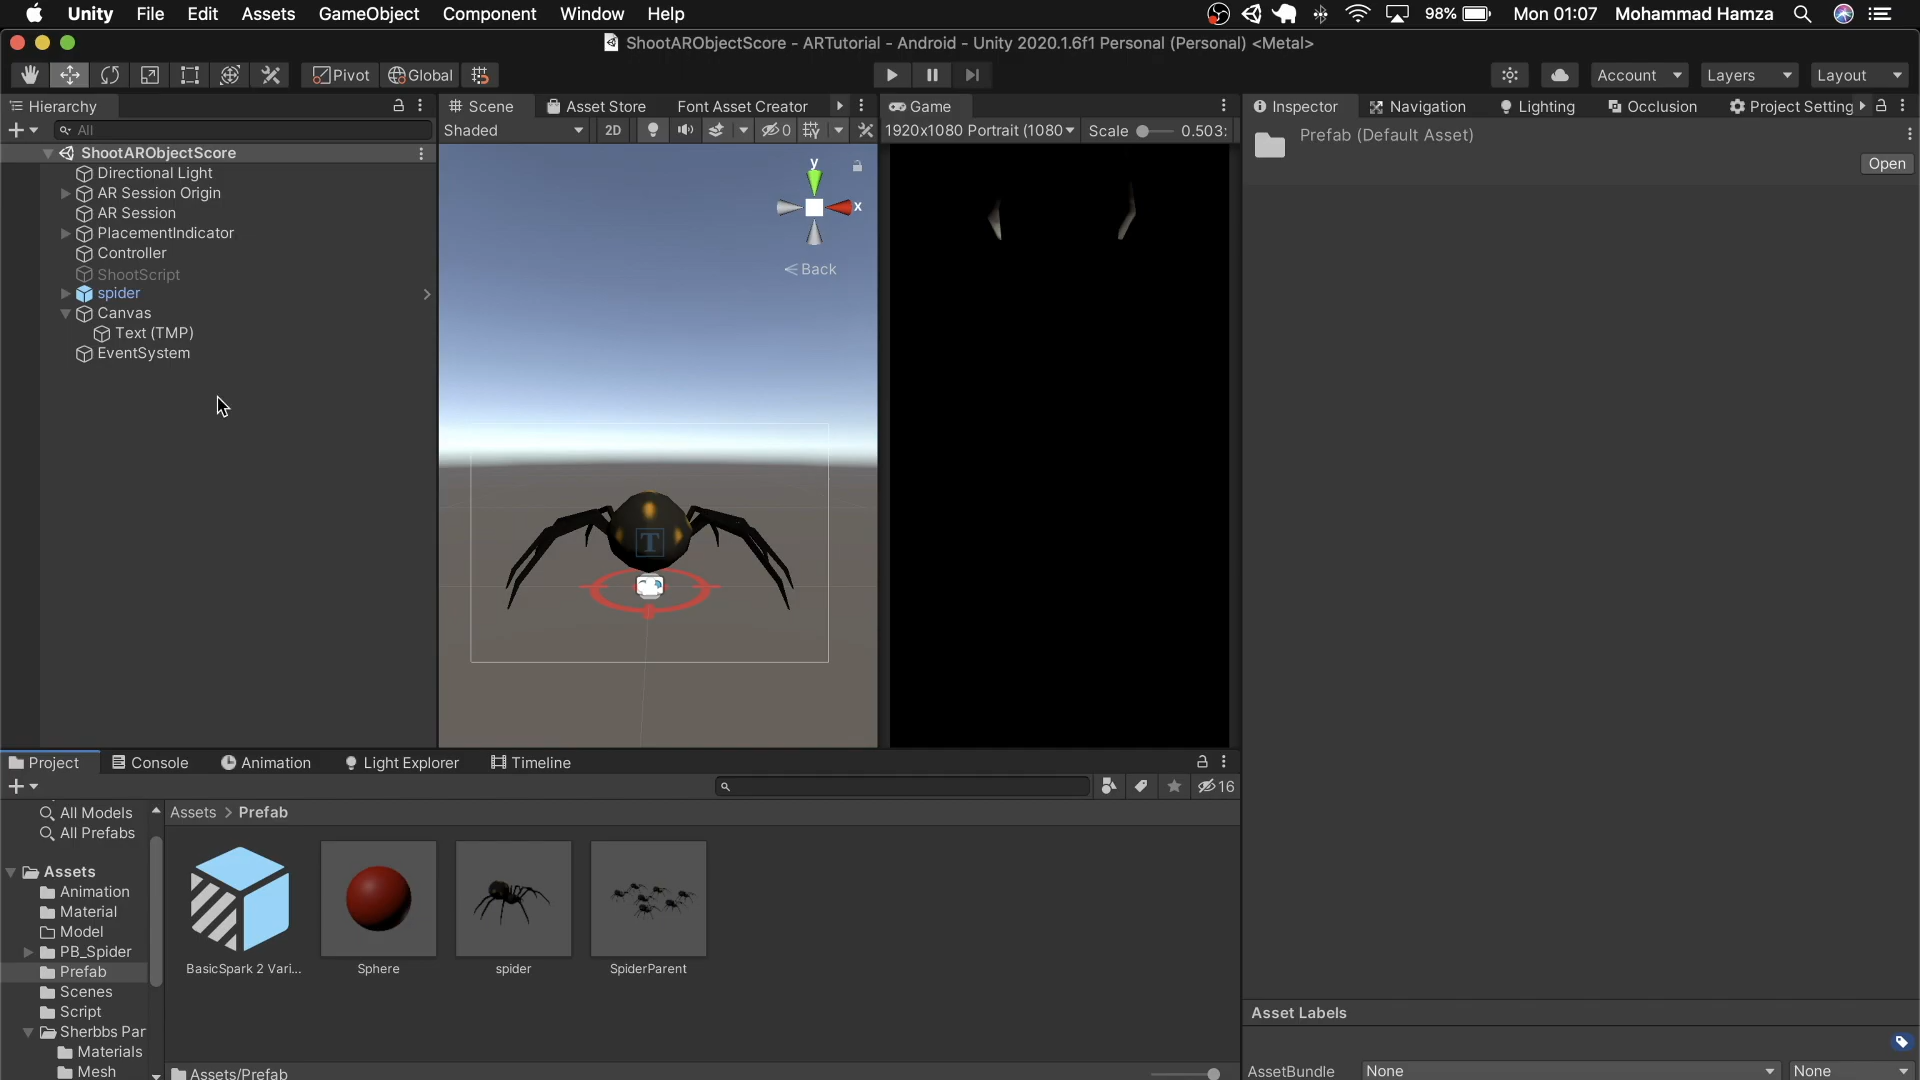 Unity File Edit Assets GameObject Component Window Help 98% Mon 01:07 Mohammad Hamza
ShootARObjectScore - ARTutorial - Android - Unity 2020.1.6f1 Personal (Personal) <Metal>
Pivot Global Account Layers Layout
Hierarchy
All
ShootARObjectScore
Directional Light
AR Session Origin
AR Session
PlacementIndicator
Controller
ShootScript
spider
Canvas
Text (TMP)
EventSystem
Scene Asset Store Font Asset Creator
Shaded 2D 0
y
x
Back
T
Game
1920x1080 Portrait (1080 Scale 0.503:
Inspector Navigation Lighting Occlusion Project Setting
Prefab (Default Asset)
Open
Project Console Animation Light Explorer Timeline
16
All Models
All Prefabs
Assets
Animation
Material
Model
PB_Spider
Prefab
Scenes
Script
Sherbbs Par
Materials
Mesh
Assets > Prefab
BasicSpark 2 Vari... Sphere spider SpiderParent
Assets/Prefab
Asset Labels
AssetBundle None None